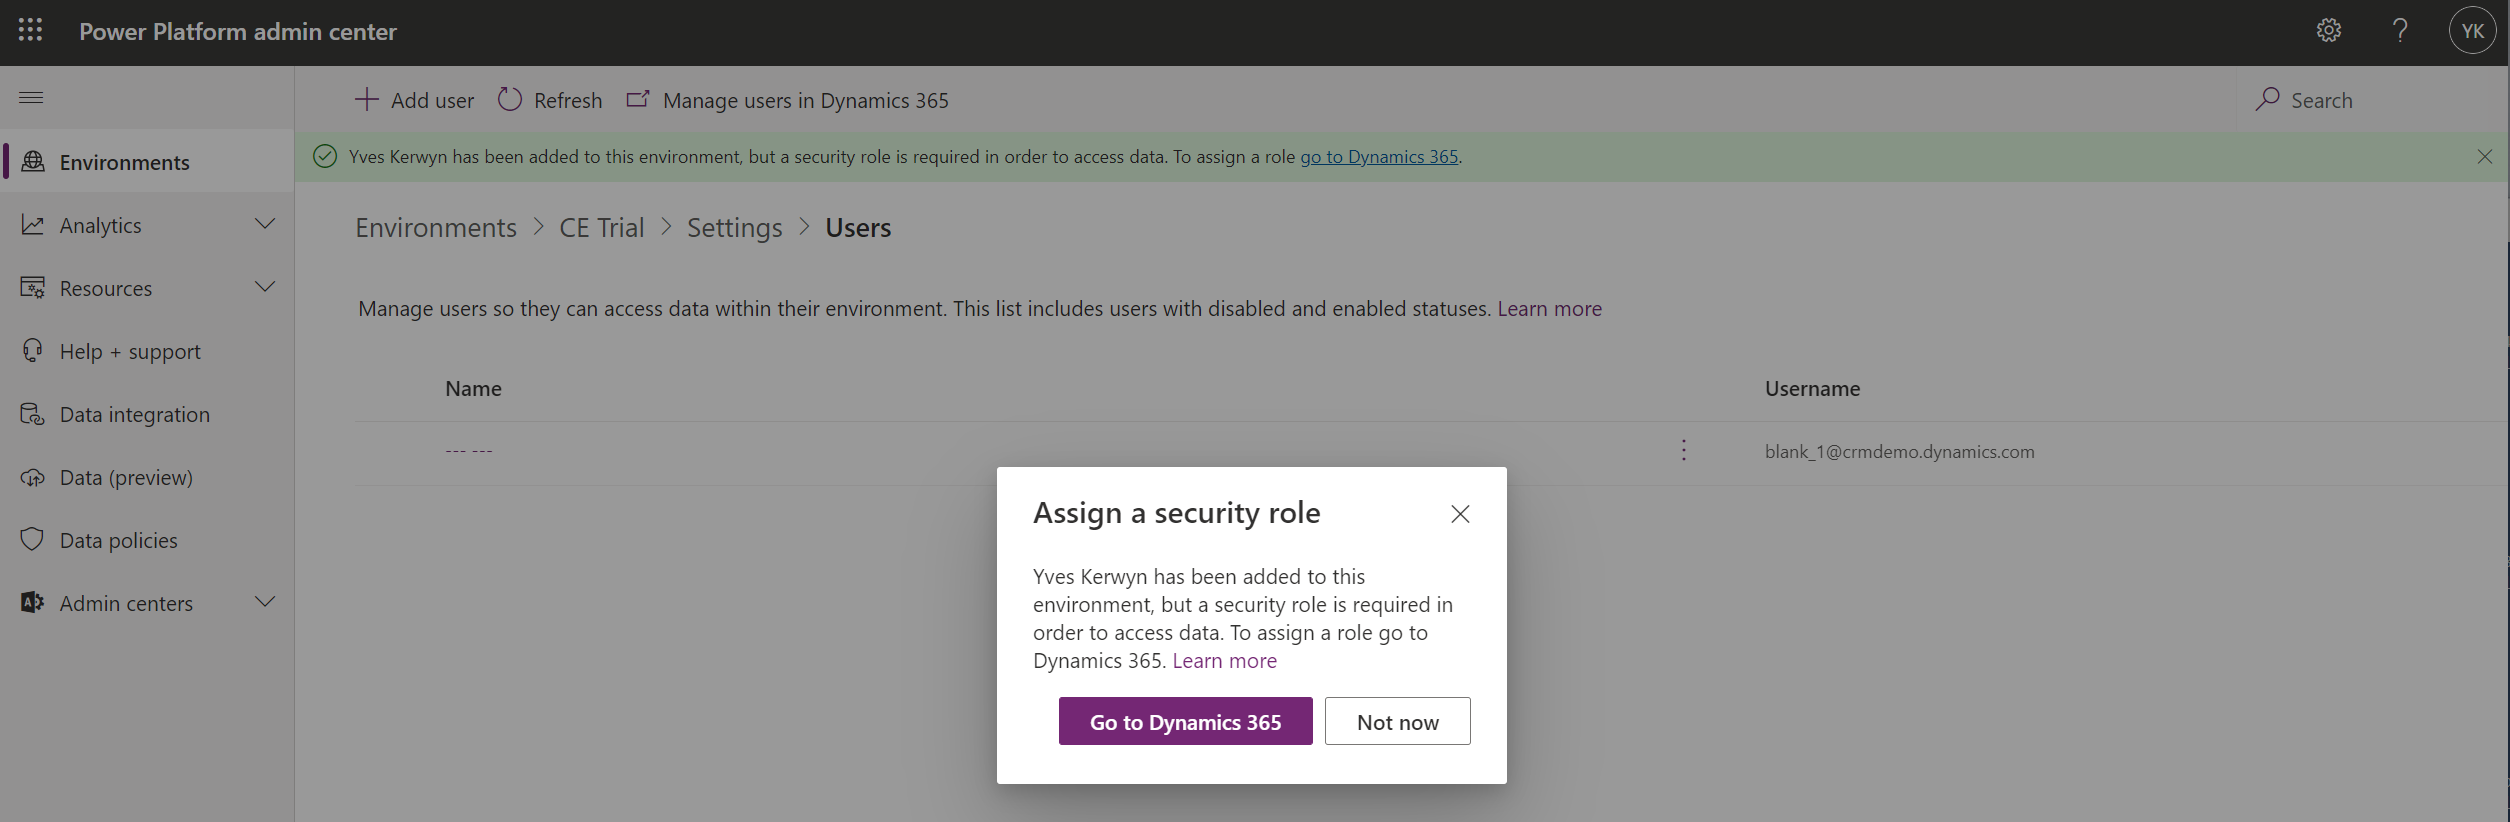 Power Platform admin center
YK
Add user
Refresh
Manage users in Dynamics 365
Search
Environments
Yves Kerwyn has been added to this environment, but a security role is required in order to access data. To assign a role go to Dynamics 365.
Analytics
Resources
Help + support
Data integration
Data (preview)
Data policies
Admin centers
Environments > CE Trial > Settings > Users
Manage users so they can access data within their environment. This list includes users with disabled and enabled statuses. Learn more
Name
Username
--- ---
blank_1@crmdemo.dynamics.com
Assign a security role
Yves Kerwyn has been added to this
environment, but a security role is required in
order to access data. To assign a role go to
Dynamics 365. Learn more
Go to Dynamics 365
Not now